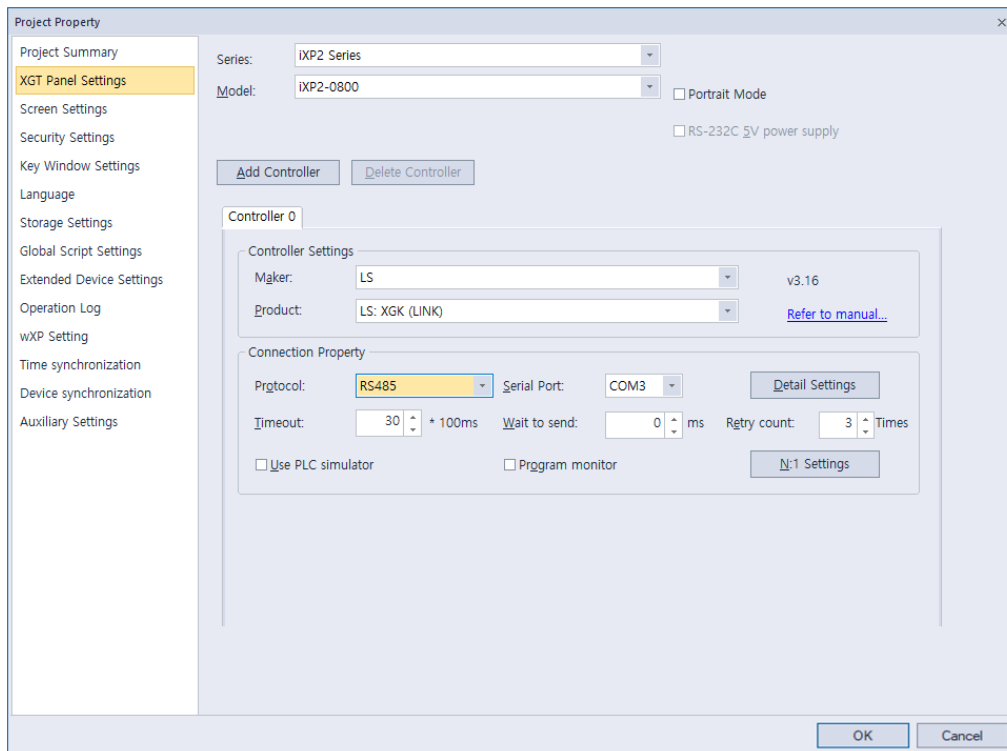 Project Property
Project Summary
XGT Panel Settings
Screen Settings
Security Settings
Key Window Settings
Language
Storage Settings
Global Script Settings
Extended Device Settings
Operation Log
wXP Setting
Time synchronization
Device synchronization
Auxiliary Settings
Series: iXP2 Series
Model: iXP2-0800
Portrait Mode
RS-232C 5V power supply
Add Controller Delete Controller
Controller 0
Controller Settings
Maker: LS v3.16
Product: LS: XGK (LINK) Refer to manual...
Connection Property
Protocol: RS485 Serial Port: COM3 Detail Settings
Timeout: 30 * 100ms Wait to send: 0 ms Retry count: 3 Times
Use PLC simulator Program monitor N:1 Settings
OK Cancel